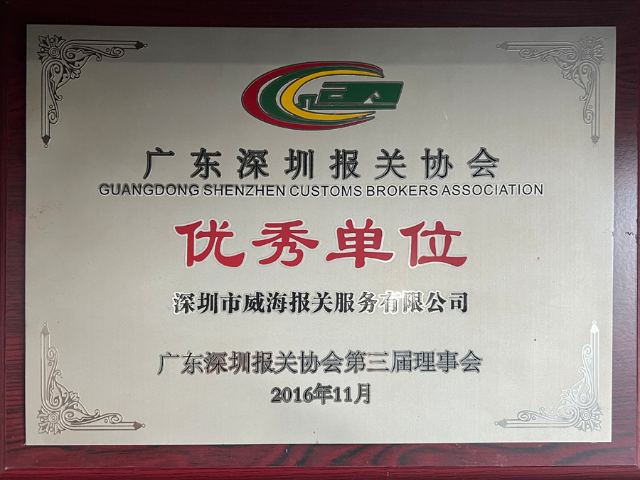 广东深圳报关协会
GUANGDONG SHENZHEN CUSTOMS BROKERS ASSOCIATION
优秀单位
深圳市威海报关服务有限公司
广东深圳报关协会第三届理事会
2016年11月